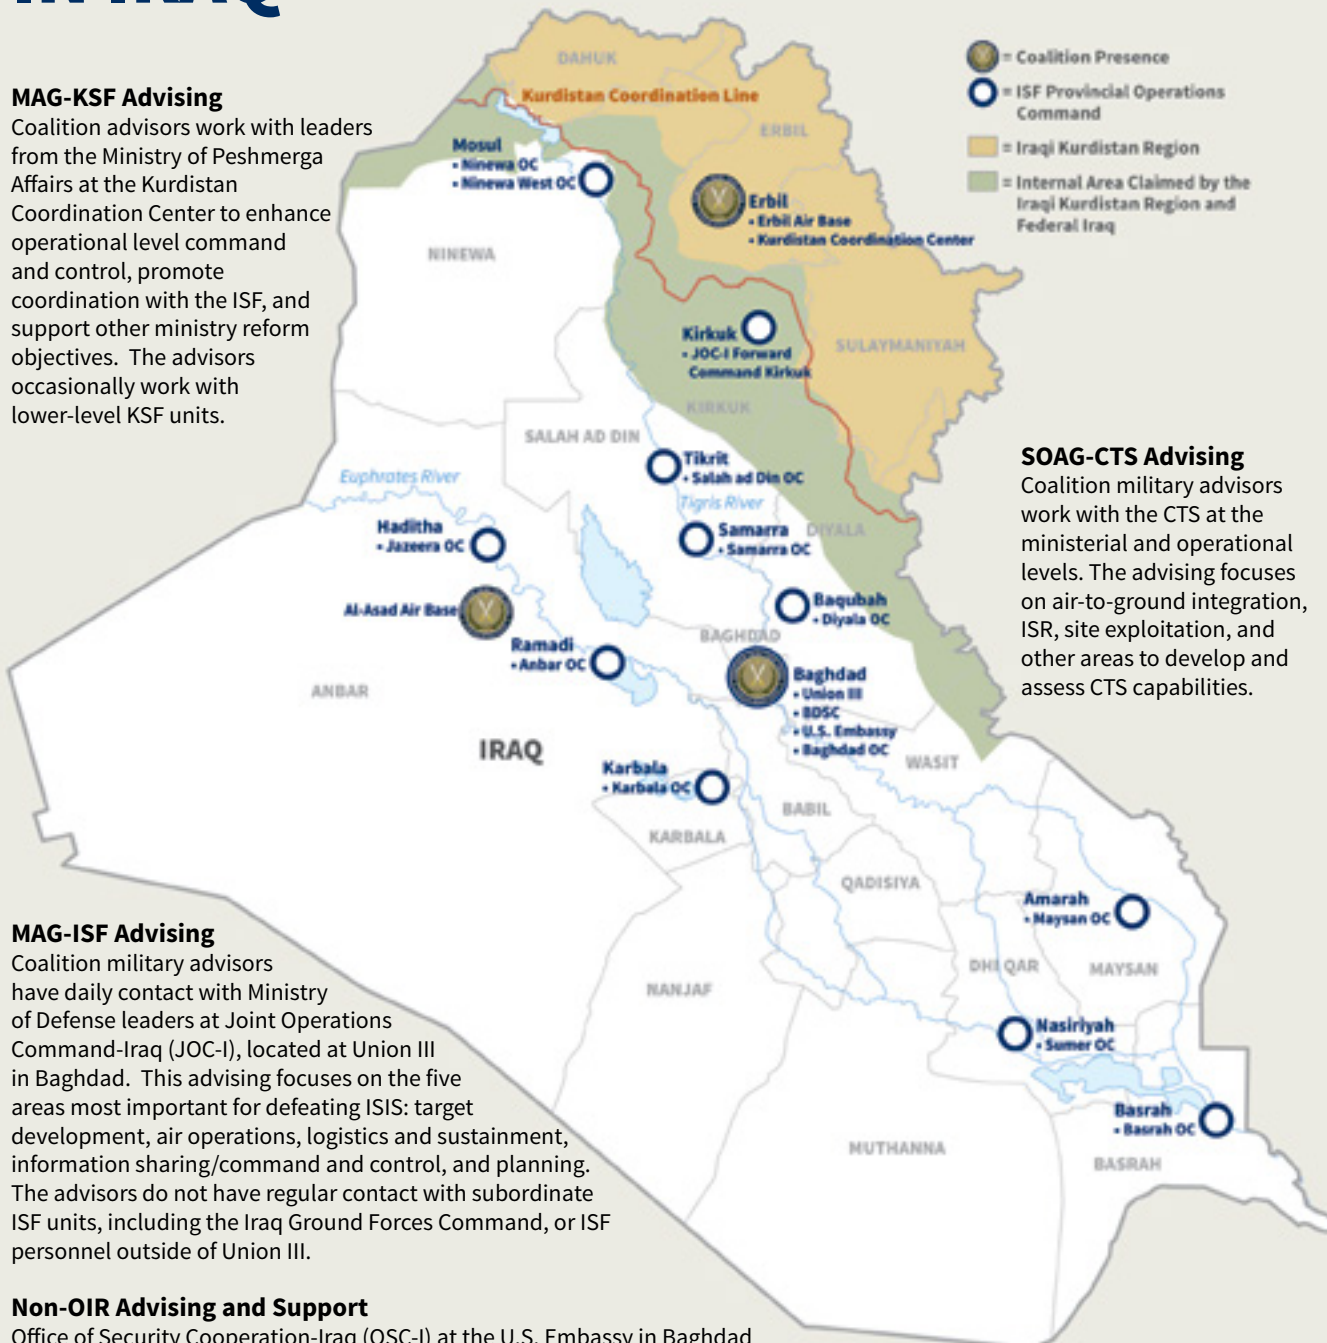 IN IRAQ
MAG-KSF Advising
Coalition advisors work with leaders
from the Ministry of Peshmerga
Affairs at the Kurdistan
Coordination Center to enhance
operational level command
and control, promote
coordination with the ISF, and
support other ministry reform
objectives. The advisors
occasionally work with
lower-level KSF units.
= Coalition Presence
= ISF Provincial Operations
Command
= Iraqi Kurdistan Region
= Internal Area Claimed by the
Iraqi Kurdistan Region and
Federal Iraq
DAHUK
Kurdistan Coordination Line
ERBIL
Mosul
• Ninewa OC
• Ninewa West OC
Erbil
• Erbil Air Base
• Kurdistan Coordination Center
NINEWA
Kirkuk
• JOC-I Forward
Command Kirkuk
SULAYMANIYAH
KIRKUK
SALAH AD DIN
Tikrit
• Salah ad Din OC
Euphrates River
Tigris River
Haditha
• Jazeera OC
Samarra
• Samarra OC
DIYALA
Al-Asad Air Base
Baqubah
• Diyala OC
BAGHDAD
Ramadi
• Anbar OC
Baghdad
• Union III
• BDSC
• U.S. Embassy
• Baghdad OC
ANBAR
IRAQ
WASIT
Karbala
• Karbala OC
BABIL
KARBALA
QADISIYA
Amarah
• Maysan OC
DHI QAR
MAYSAN
NANJAF
Nasiriyah
• Sumer OC
Basrah
• Basrah OC
MUTHANNA
BASRAH
SOAG-CTS Advising
Coalition military advisors
work with the CTS at the
ministerial and operational
levels. The advising focuses
on air-to-ground integration,
ISR, site exploitation, and
other areas to develop and
assess CTS capabilities.
MAG-ISF Advising
Coalition military advisors
have daily contact with Ministry
of Defense leaders at Joint Operations
Command-Iraq (JOC-I), located at Union III
in Baghdad. This advising focuses on the five
areas most important for defeating ISIS: target
development, air operations, logistics and sustainment,
information sharing/command and control, and planning.
The advisors do not have regular contact with subordinate
ISF units, including the Iraq Ground Forces Command, or ISF
personnel outside of Union III.
Non-OIR Advising and Support
Office of Security Cooperation-Iraq (OSC-I) at the U.S. Embassy in Baghdad